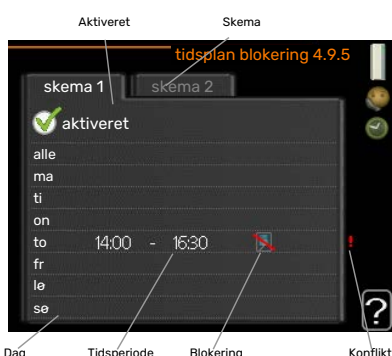 Aktiveret Skema
tidsplan blokering 4.9.5
skema 1 skema 2
aktiveret
alle
ma
ti
on
to 14:00 - 16:30 !
fr
lø
sø
?
Dag Tidsperiode Blokering Konflikt